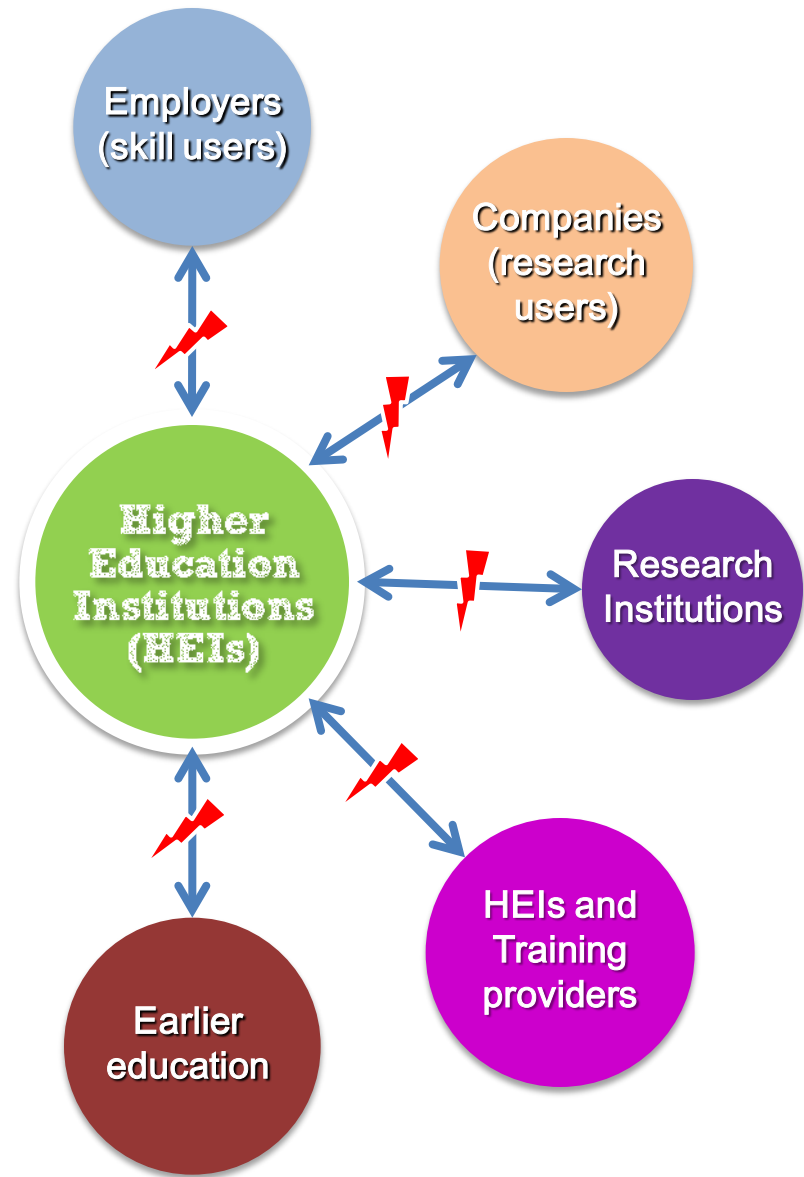 Employers
(skill users)
Companies
(research
users)
Higher
Education
Institutions
(HEIs)
Research
Institutions
HEIs and
Training
providers
Earlier
education